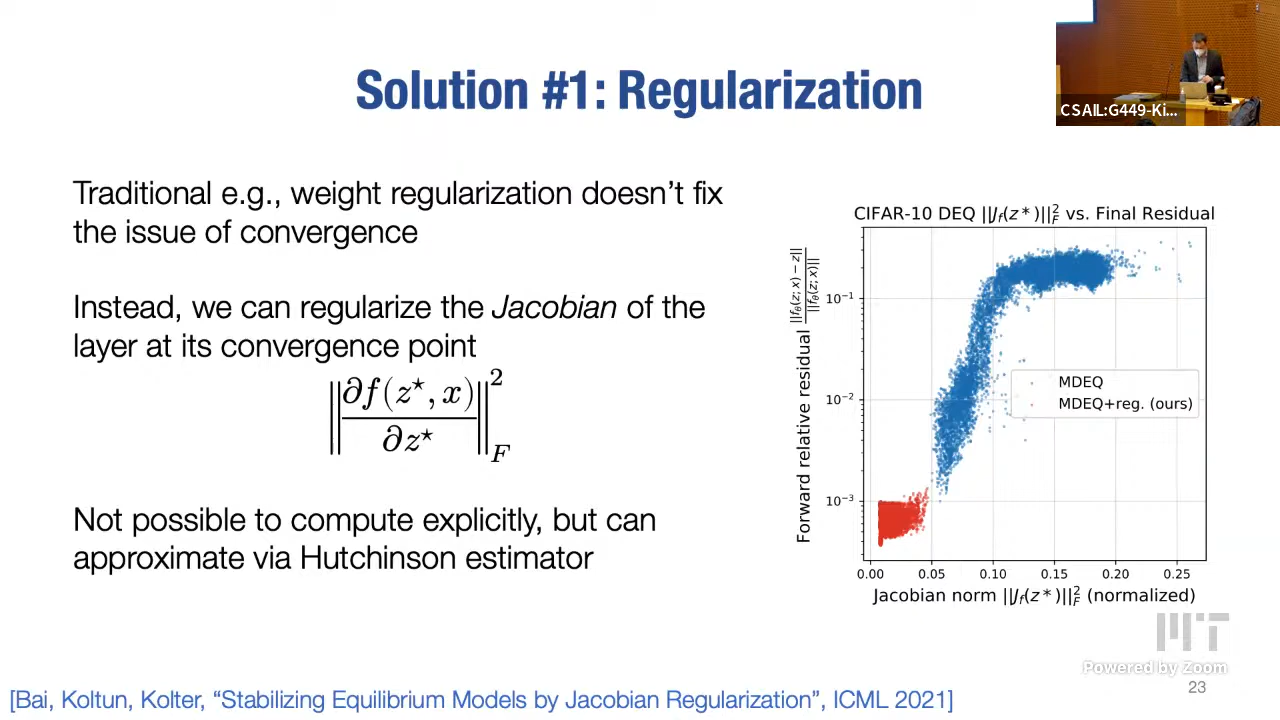 Solution #1: Regularization
CSAIL:G449-Ki...
Traditional e.g., weight regularization doesn't fix
the issue of convergence
Instead, we can regularize the Jacobian of the
layer at its convergence point
‖∂f(z⋆, x)/∂z⋆‖²_F
Not possible to compute explicitly, but can
approximate via Hutchinson estimator
CIFAR-10 DEQ ||J_f(z*)||²_F vs. Final Residual
Forward relative residual ||f_θ(z; x) − z|| / ||f_θ(z; x)||
10⁻¹
10⁻²
10⁻³
MDEQ
MDEQ+reg. (ours)
0.00 0.05 0.10 0.15 0.20 0.25
Jacobian norm ||J_f(z*)||²_F (normalized)
MIT
Powered by Zoom
23
[Bai, Koltun, Kolter, “Stabilizing Equilibrium Models by Jacobian Regularization”, ICML 2021]